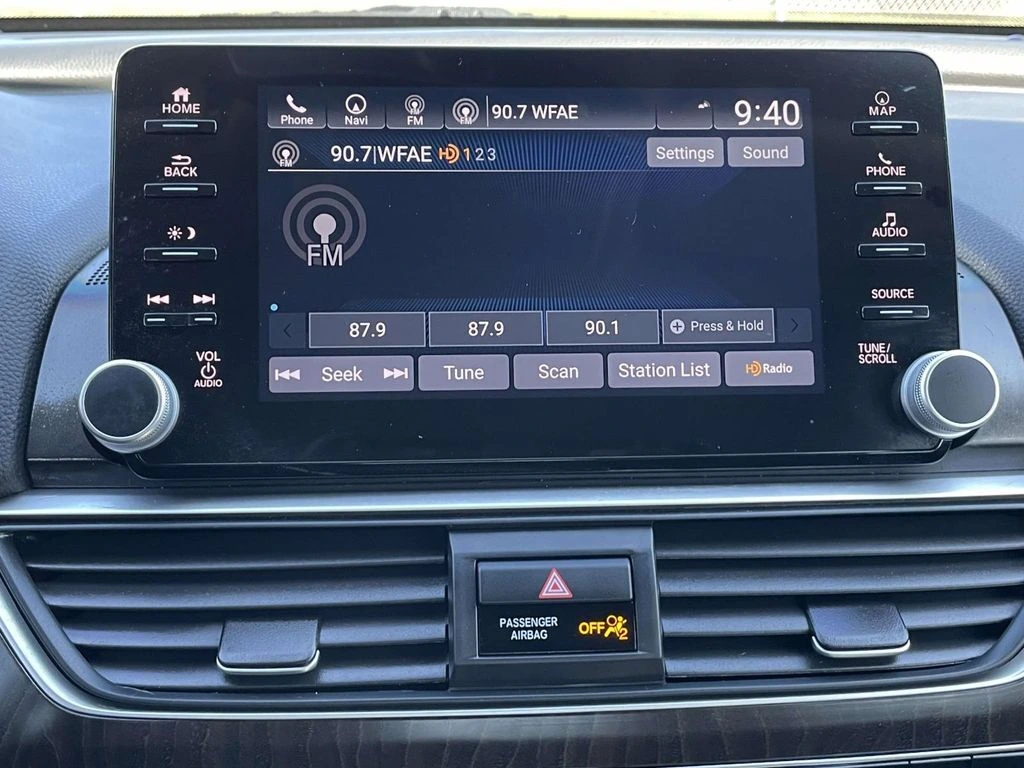 HOME
BACK
VOL
AUDIO
Phone
Navi
FM
FM
90.7 WFAE
9:40
FM
90.7|WFAE HD 1 2 3
Settings
Sound
FM
87.9
87.9
90.1
Press & Hold
Seek
Tune
Scan
Station List
HD Radio
MAP
PHONE
AUDIO
SOURCE
TUNE/
SCROLL
PASSENGER
AIRBAG
OFF 2